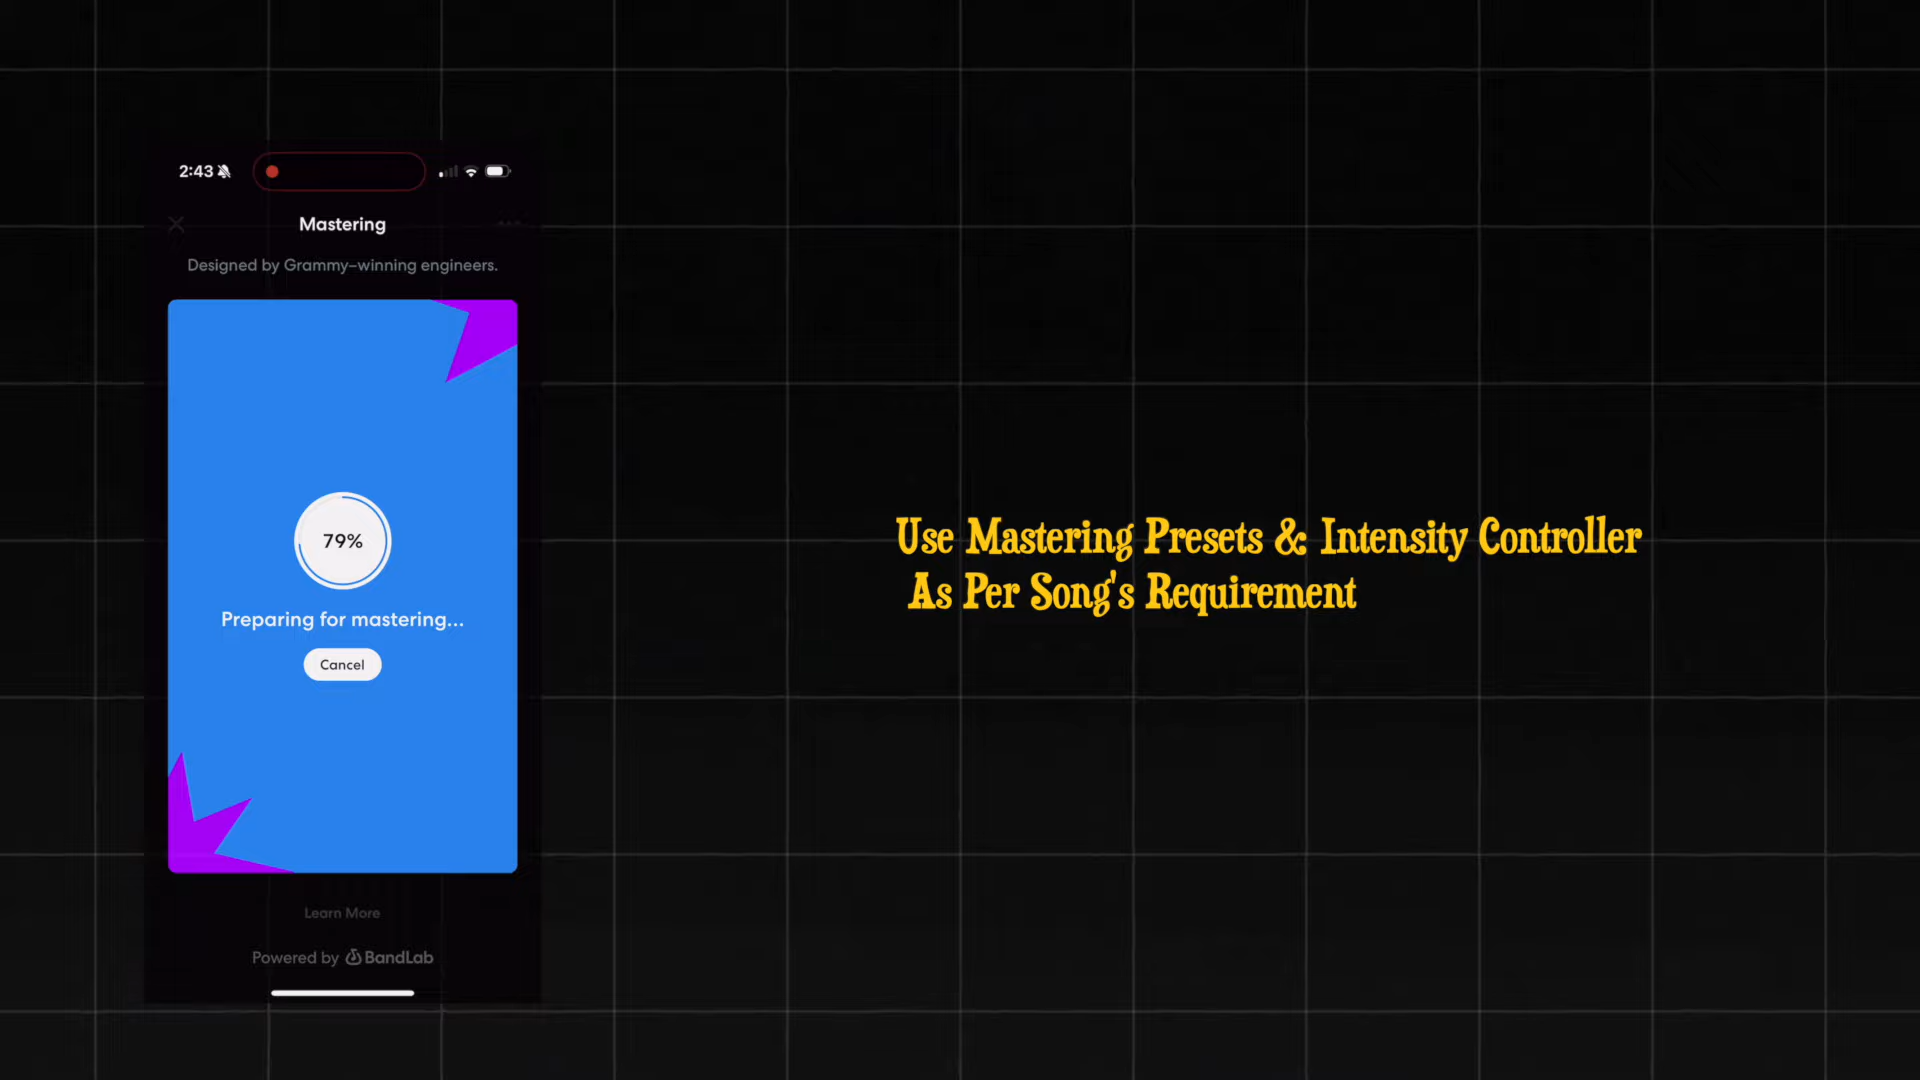 2:43
Mastering
Designed by Grammy-winning engineers.
79%
Preparing for mastering...
Cancel
Learn More
Powered by BandLab
Use Mastering Presets & Intensity Controller
As Per Song's Requirement